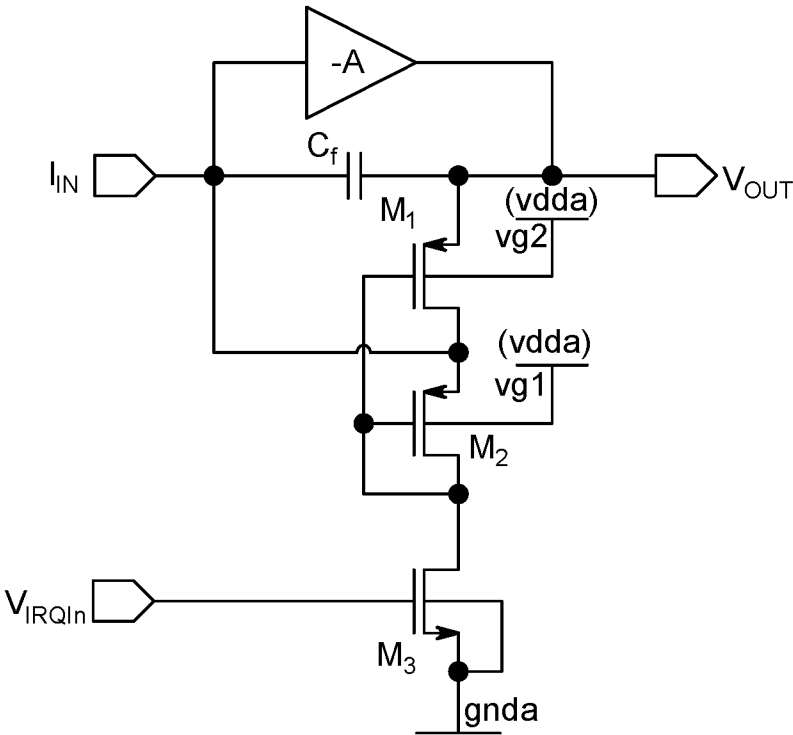 -A
C_f
I_IN
V_OUT
(vdda)
M_1
vg2
(vdda)
vg1
M_2
V_IRQIn
M_3
gnda